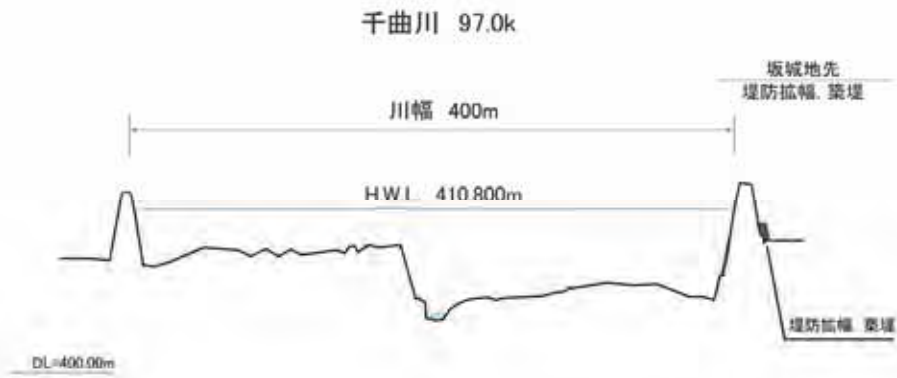 千曲川 97.0k
坂城地先
堤防拡幅、築堤
川幅 400m
H.W.L. 410.800m
堤防拡幅、築堤
DL=400.00m